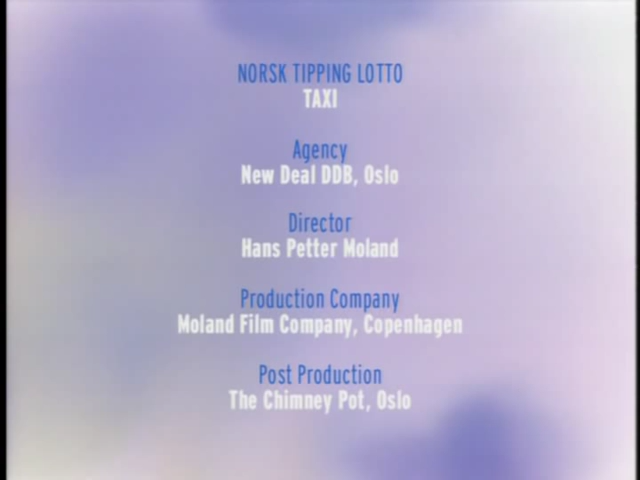 NORSK TIPPING LOTTO
TAXI
Agency
New Deal DDB, Oslo
Director
Hans Petter Moland
Production Company
Moland Film Company, Copenhagen
Post Production
The Chimney Pot, Oslo